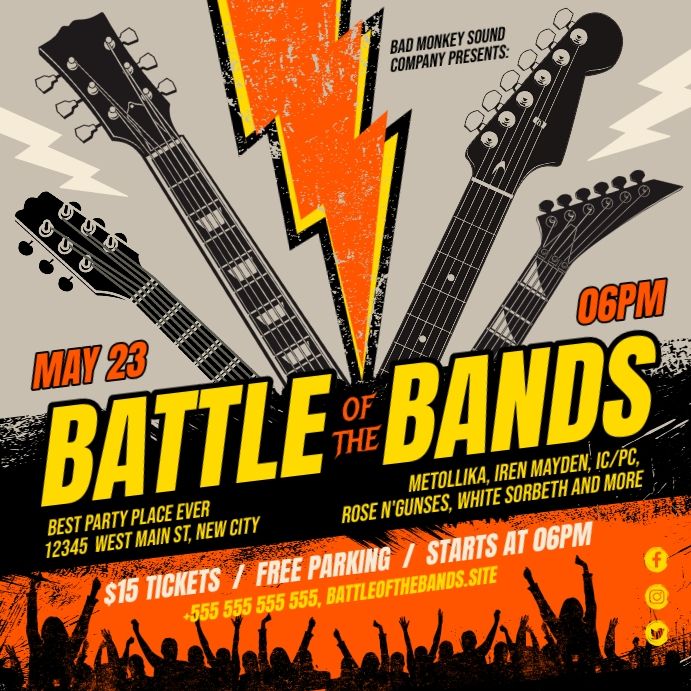 BAD MONKEY SOUND
COMPANY PRESENTS:
MAY 23
06PM
BATTLE OF THE BANDS
BEST PARTY PLACE EVER
12345 WEST MAIN ST, NEW CITY
METOLLIKA, IREN MAYDEN, IC/PC,
ROSE N'GUNSES, WHITE SORBETH AND MORE
$15 TICKETS / FREE PARKING / STARTS AT 06PM
+555 555 555 555, BATTLEOFTHEBANDS.SITE